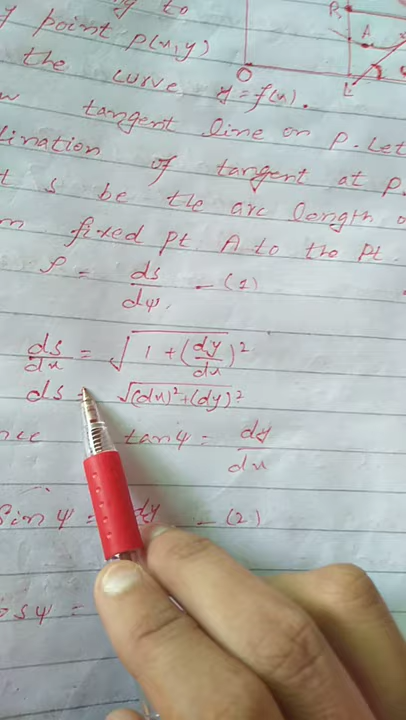 to
R
point P(x,y)
A
the curve y = f(x).
O
L
tangent line on P. Let
of tangent at P.
s be the arc length
fixed pt. A to the pt.
ρ = ds/dψ — (1)
ds/dx = √1 + (dy/dx)²
ds = √(dx)² + (dy)²
tan ψ = dy/dx
Sin ψ = dy — (2)
ψ =